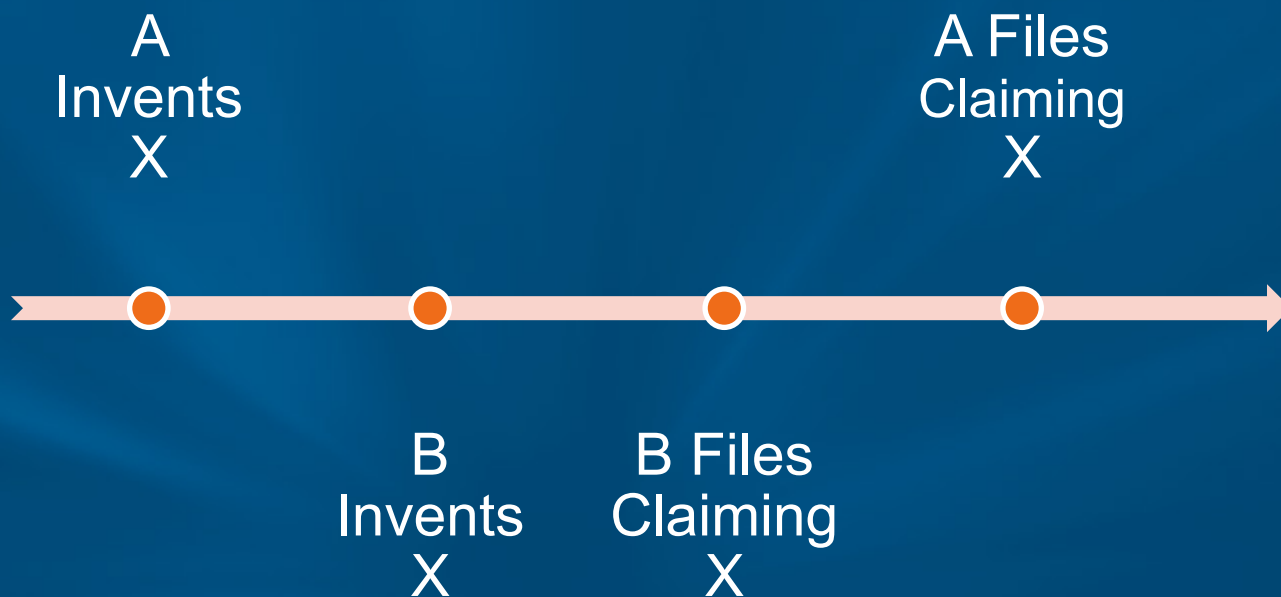 A
Invents
X
A Files
Claiming
X
B
Invents
X
B Files
Claiming
X